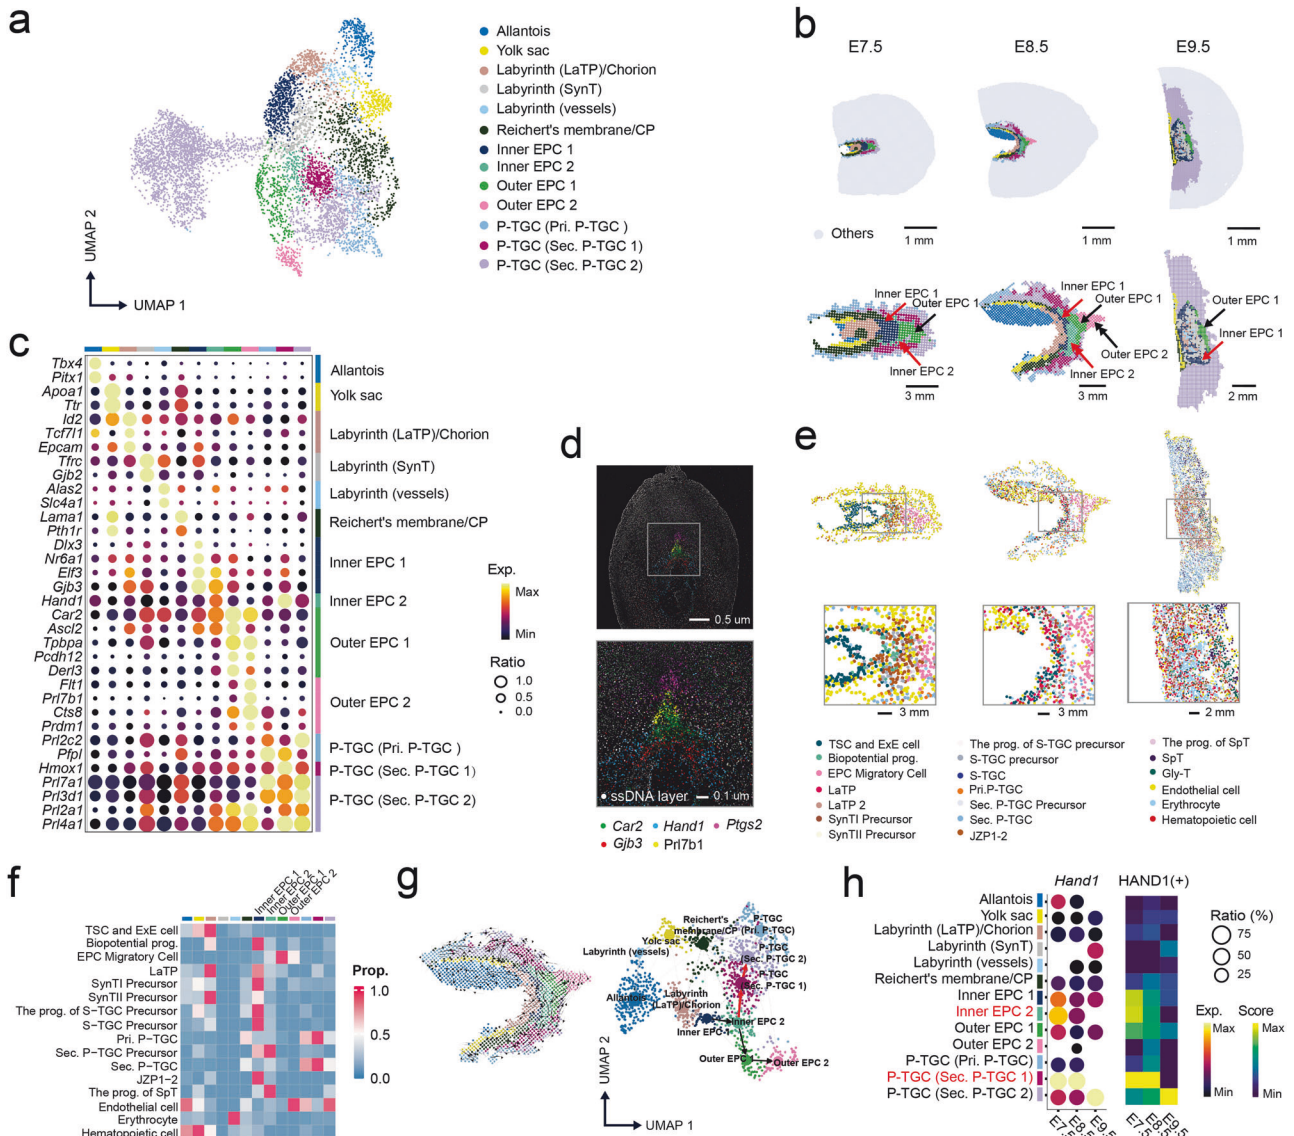 a
Allantois
Yolk sac
Labyrinth (LaTP)/Chorion
Labyrinth (SynT)
Labyrinth (vessels)
Reichert's membrane/CP
Inner EPC 1
Inner EPC 2
Outer EPC 1
Outer EPC 2
P-TGC (Pri. P-TGC )
P-TGC (Sec. P-TGC 1)
P-TGC (Sec. P-TGC 2)
UMAP 2
UMAP 1
b
E7.5
E8.5
E9.5
Others
1 mm
1 mm
1 mm
Inner EPC 1
Outer EPC 1
Inner EPC 2
3 mm
Inner EPC 1
Outer EPC 1
Outer EPC 2
Inner EPC 2
3 mm
Outer EPC 1
Inner EPC 1
2 mm
c
Tbx4
Pitx1
Apoa1
Ttr
Id2
Tcf7l1
Epcam
Tfrc
Gjb2
Alas2
Slc4a1
Lama1
Pth1r
Dlx3
Nr6a1
Elf3
Gjb3
Hand1
Car2
Ascl2
Tpbpa
Pcdh12
Derl3
Flt1
Prl7b1
Cts8
Prdm1
Prl2c2
Pfpl
Hmox1
Prl7a1
Prl3d1
Prl2a1
Prl4a1
Allantois
Yolk sac
Labyrinth (LaTP)/Chorion
Labyrinth (SynT)
Labyrinth (vessels)
Reichert's membrane/CP
Inner EPC 1
Inner EPC 2
Outer EPC 1
Outer EPC 2
P-TGC (Pri. P-TGC )
P-TGC (Sec. P-TGC 1)
P-TGC (Sec. P-TGC 2)
Exp.
Max
Min
Ratio
1.0
0.5
0.0
d
0.5 um
ssDNA layer
0.1 um
Car2
Hand1
Ptgs2
Gjb3
Prl7b1
e
3 mm
3 mm
2 mm
TSC and ExE cell
Biopotential prog.
EPC Migratory Cell
LaTP
LaTP 2
SynTI Precursor
SynTII Precursor
The prog. of S-TGC precursor
S-TGC precursor
S-TGC
Pri.P-TGC
Sec. P-TGC Precursor
Sec. P-TGC
JZP1-2
The prog. of SpT
SpT
Gly-T
Endothelial cell
Erythrocyte
Hematopoietic cell
f
Inner EPC 1
Inner EPC 2
Outer EPC 1
Outer EPC 2
TSC and ExE cell
Biopotential prog.
EPC Migratory Cell
LaTP
SynTI Precursor
SynTII Precursor
The prog. of S-TGC Precursor
S-TGC Precursor
Pri. P-TGC
Sec. P-TGC Precursor
Sec. P-TGC
JZP1-2
The prog. of SpT
Endothelial cell
Erythrocyte
Hematopoietic cell
Prop.
1.0
0.5
0.0
g
Reichert's
membrane/CP
P-TGC
(Pri. P-TGC)
Yolc sac
Labyrinth (vessels)
P-TGC
(Sec. P-TGC 2)
P-TGC
(Sec. P-TGC 1)
Allantois
Labyrinth
(LaTP)/Chorion
Inner EPC 1
Inner EPC 2
Outer EPC 1
Outer EPC 2
UMAP 2
UMAP 1
h
Hand1
HAND1(+)
Allantois
Yolk sac
Labyrinth (LaTP)/Chorion
Labyrinth (SynT)
Labyrinth (vessels)
Reichert's membrane/CP
Inner EPC 1
Inner EPC 2
Outer EPC 1
Outer EPC 2
P-TGC (Pri. P-TGC)
P-TGC (Sec. P-TGC 1)
P-TGC (Sec. P-TGC 2)
Ratio (%)
75
50
25
Exp.
Score
Max
Max
Min
Min